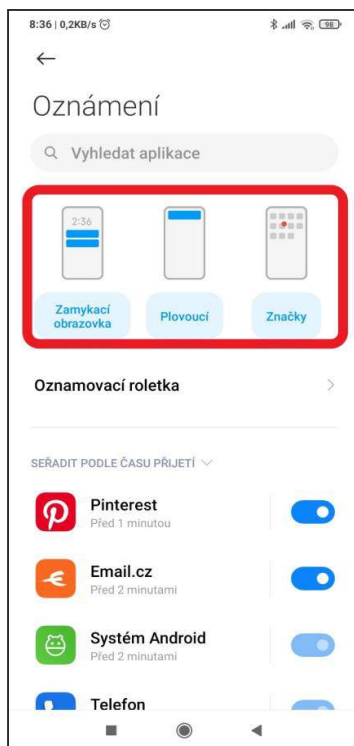 8:36 | 0,2KB/s
98
Oznámení
Vyhledat aplikace
2:36
Zamykací
obrazovka
Plovoucí
Značky
Oznamovací roletka
SEŘADIT PODLE ČASU PŘIJETÍ
Pinterest
Před 1 minutou
Email.cz
Před 2 minutami
Systém Android
Před 2 minutami
Telefon